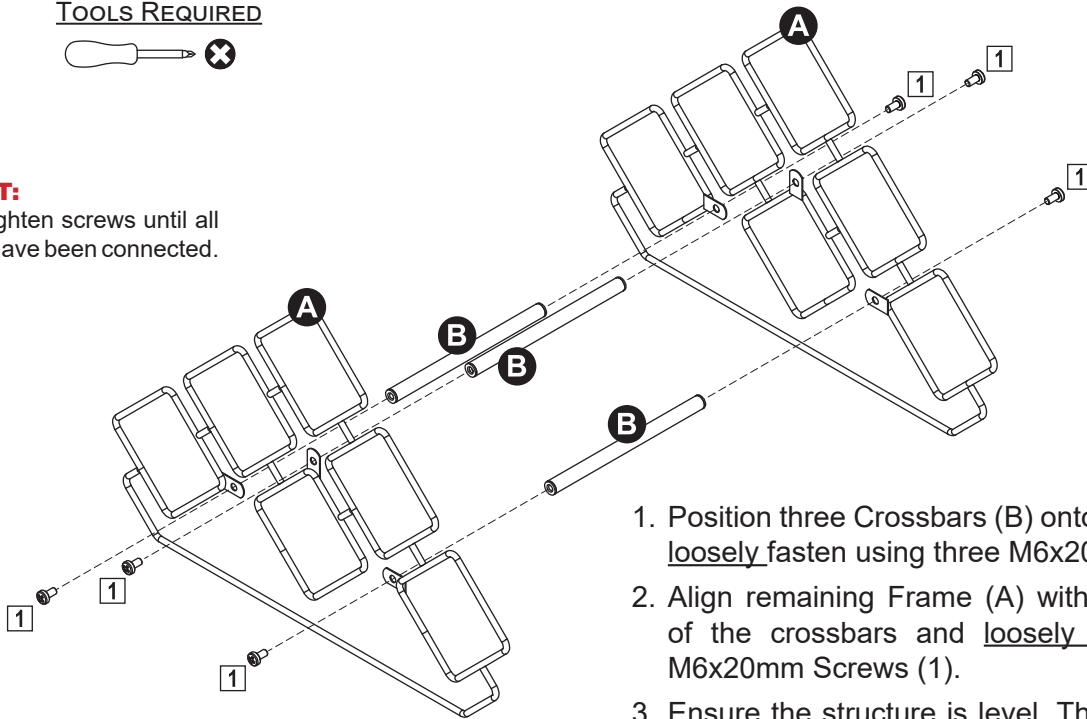 TOOLS REQUIRED
A
1
1
1
T:
ghten screws until all
ave been connected.
A
B
B
B
1
1
1
1. Position three Crossbars (B) onto
loosely fasten using three M6x20
2. Align remaining Frame (A) with
of the crossbars and loosely
M6x20mm Screws (1).
3. Ensure the structure is level. Th